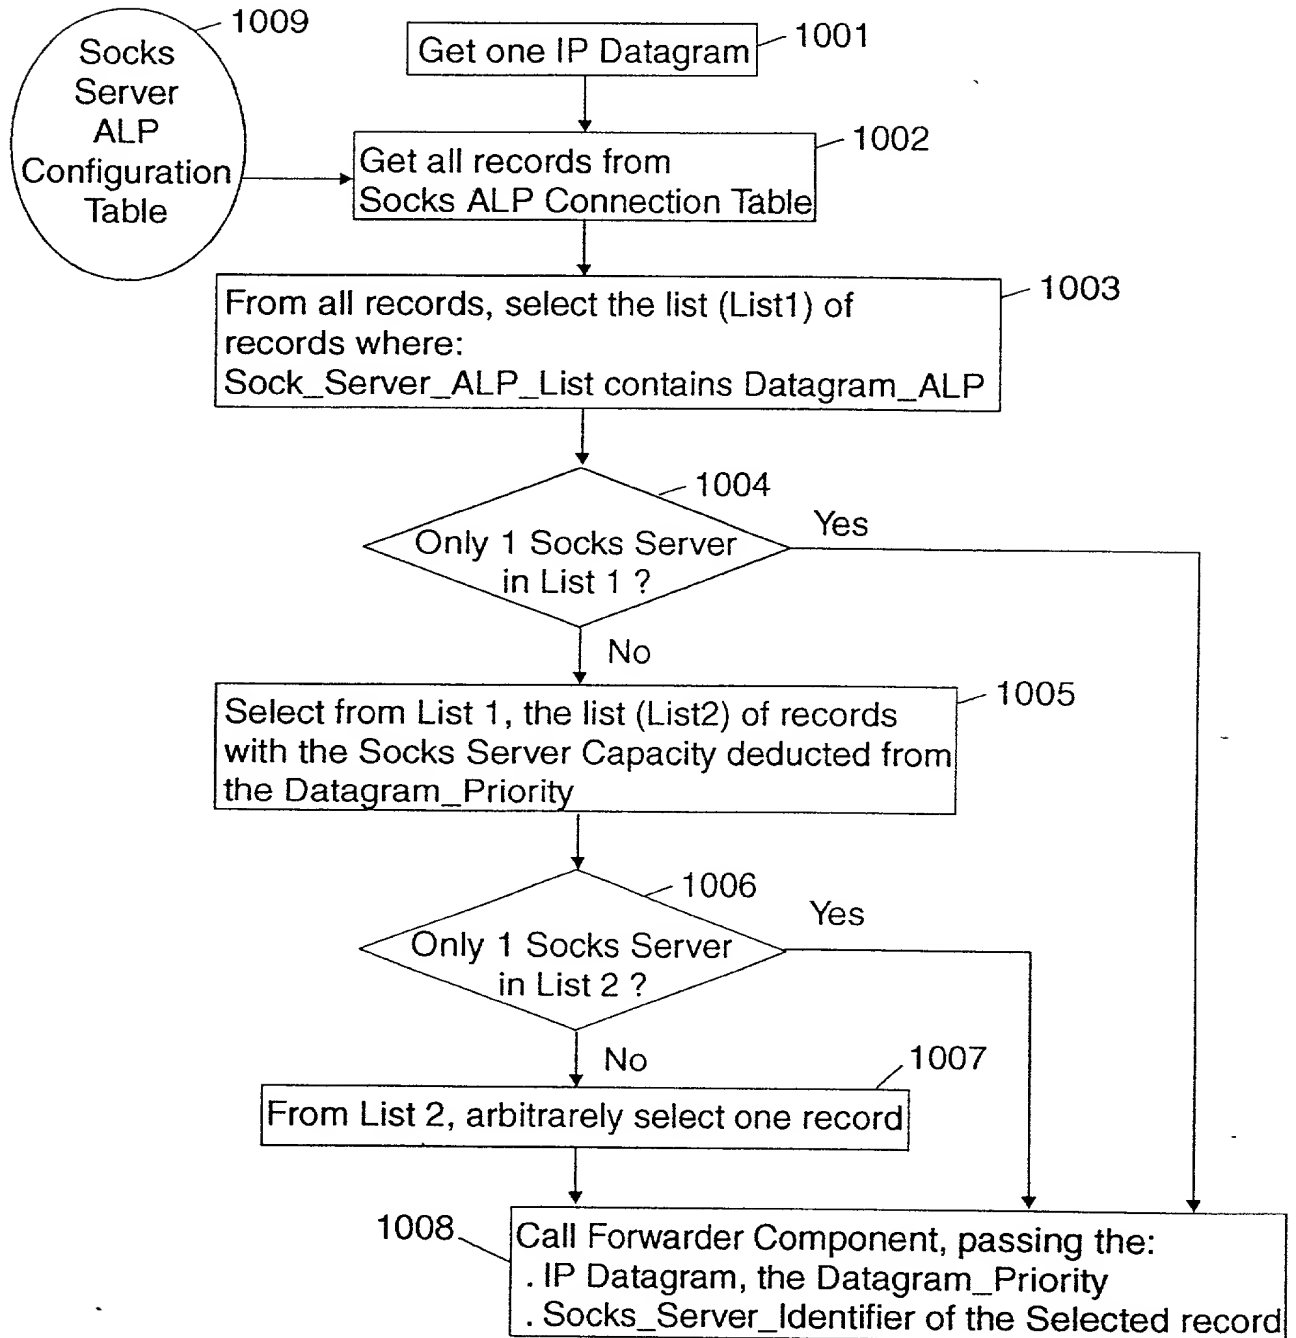 1009
Socks
Server
ALP
Configuration
Table
Get one IP Datagram
1001
1002
Get all records from
Socks ALP Connection Table
1003
From all records, select the list (List1) of
records where:
Sock_Server_ALP_List contains Datagram_ALP
1004
Only 1 Socks Server
in List 1 ?
Yes
No
1005
Select from List 1, the list (List2) of records
with the Socks Server Capacity deducted from
the Datagram_Priority
1006
Only 1 Socks Server
in List 2 ?
Yes
No
1007
From List 2, arbitrarely select one record
1008
Call Forwarder Component, passing the:
. IP Datagram, the Datagram_Priority
. Socks_Server_Identifier of the Selected record